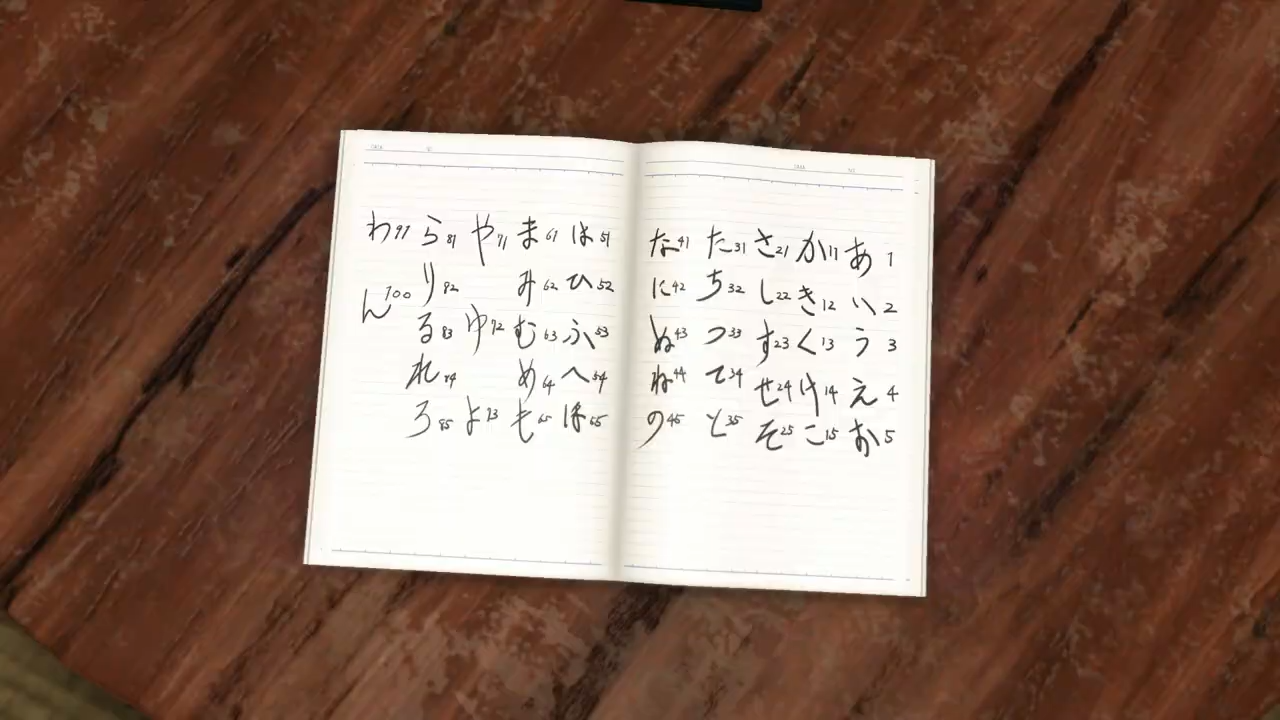 あ1 い2 う3 え4 お5
か11 き12 く13 け14 こ15
さ21 し22 す23 せ24 そ25
た31 ち32 つ33 て34 と35
な41 に42 ぬ43 ね44 の45
は51 ひ52 ふ53 へ54 ほ55
ま61 み62 む63 め64 も65
や71 ゆ72 よ73
ら81 り82 る83 れ84 ろ85
わ91 ん100